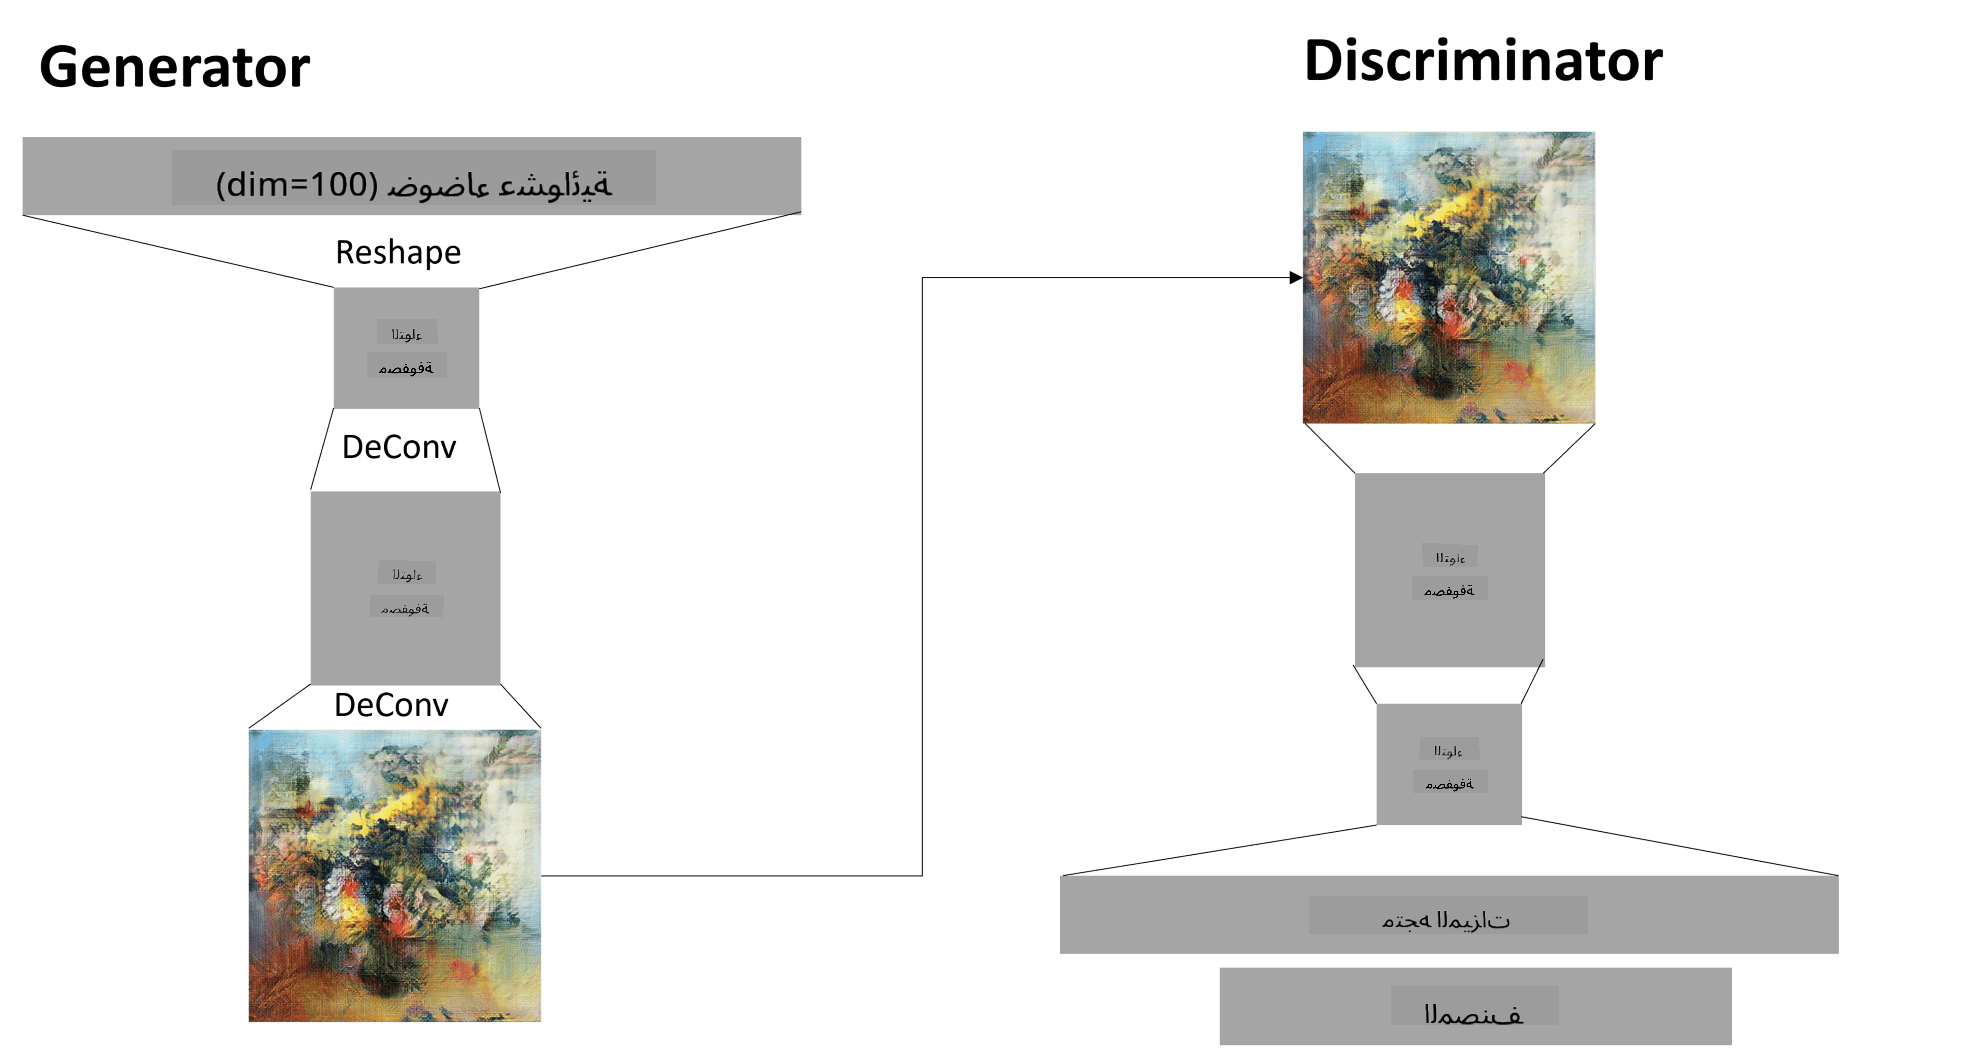 Generator
(dim=100) ضوضاء عشوائية
Reshape
التواء
مصفوفة
DeConv
التواء
مصفوفة
DeConv
Discriminator
التواء
مصفوفة
التواء
مصفوفة
متجه الميزات
المصنف